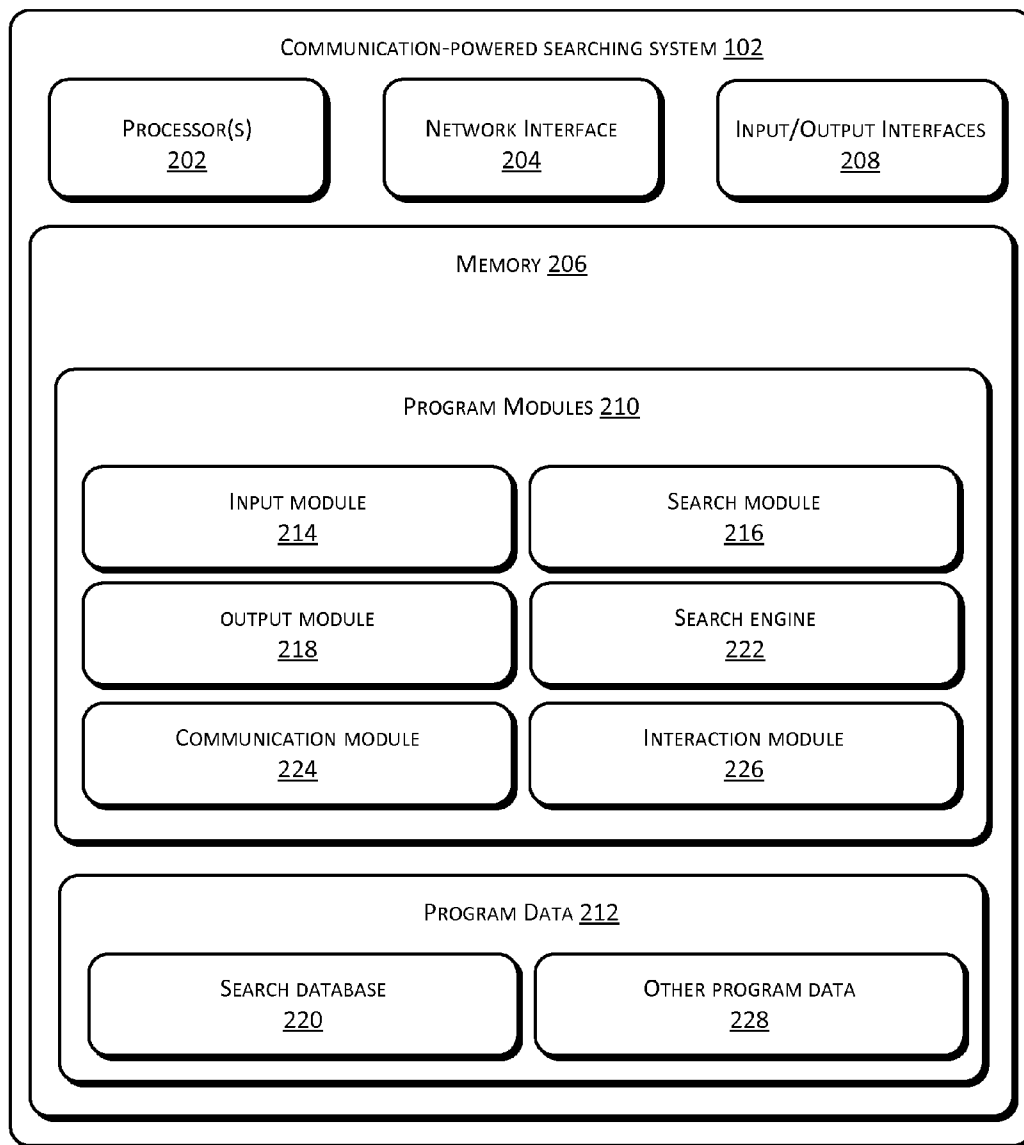 Communication-powered searching system 102
Processor(s)
202
Network Interface
204
Input/Output Interfaces
208
Memory 206
Program Modules 210
Input module
214
Search module
216
output module
218
Search engine
222
Communication module
224
Interaction module
226
Program Data 212
Search database
220
Other program data
228